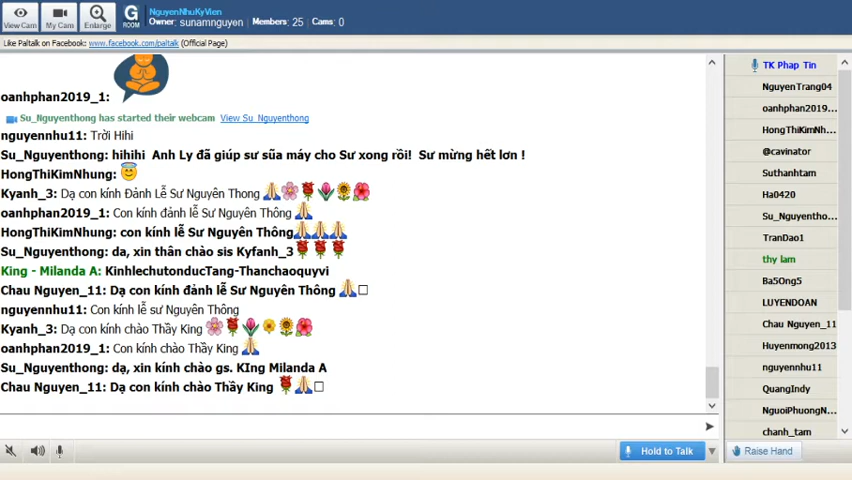 View Cam
My Cam
Enlarge
G
ROOM
NguyenNhuKyVien
Owner: sunamnguyen Members: 25 Cams: 0
Like Paltalk on Facebook: www.facebook.com/paltalk (Official Page)
oanhphan2019_1:
Su_Nguyenthong has started their webcam View Su_Nguyenthong
nguyennhu11: Trời Hihi
Su_Nguyenthong: hihihi Anh Ly đã giúp sư sũa máy cho Sư xong rồi! Sư mừng hết lơn !
HongThiKimNhung:
Kyanh_3: Dạ con kính Đảnh Lễ Sư Nguyên Thong 🙏🌸🌹🌷🌻🌺
oanhphan2019_1: Con kính đảnh lễ Sư Nguyên Thông 🙏
HongThiKimNhung: con kính lễ Sư Nguyên Thông🙏🙏🙏
Su_Nguyenthong: da, xin thân chào sis Kyfanh_3🌹🌹🌹
King - Milanda A: KinhlechutonducTang-Thanchaoquyvi
Chau Nguyen_11: Dạ con kính đảnh lễ Sư Nguyên Thông 🙏□
nguyennhu11: Con kính lễ sư Nguyên Thông
Kyanh_3: Dạ con kính chào Thầy King 🌸🌹🌷🌼🌻🌺
oanhphan2019_1: Con kính chào Thầy King 🙏
Su_Nguyenthong: dạ, xin kính chào gs. KIng Milanda A
Chau Nguyen_11: Dạ con kính chào Thầy King 🌹🙏□
Hold to Talk
TK Phap Tin
NguyenTrang04
oanhphan2019...
HongThiKimNh...
@cavinator
Suthanhtam
Ha0420
Su_Nguyentho...
TranDao1
thy lam
Ba5Ong5
LUYENDOAN
Chau Nguyen_11
Huyenmong2013
nguyennhu11
QuangIndy
NguoiPhuongN...
chanh_tam
Raise Hand